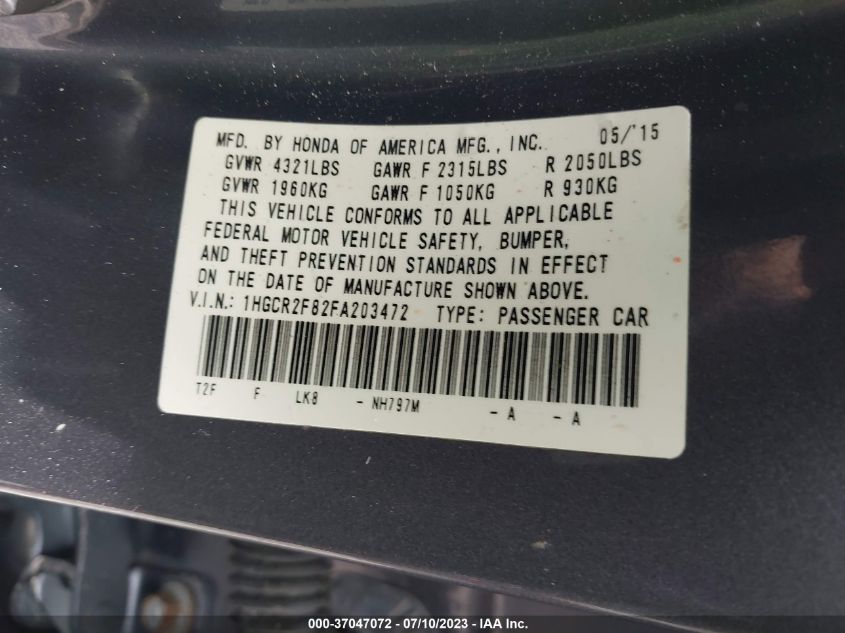 MFD. BY HONDA OF AMERICA MFG., INC. 05/'15
GVWR 4321LBS GAWR F 2315LBS R 2050LBS
GVWR 1960KG GAWR F 1050KG R 930KG
THIS VEHICLE CONFORMS TO ALL APPLICABLE
FEDERAL MOTOR VEHICLE SAFETY, BUMPER,
AND THEFT PREVENTION STANDARDS IN EFFECT
ON THE DATE OF MANUFACTURE SHOWN ABOVE.
V.I.N.: 1HGCR2F82FA203472 TYPE: PASSENGER CAR
T2F F LK8 - NH797M - A - A
000-37047072 - 07/10/2023 - IAA Inc.